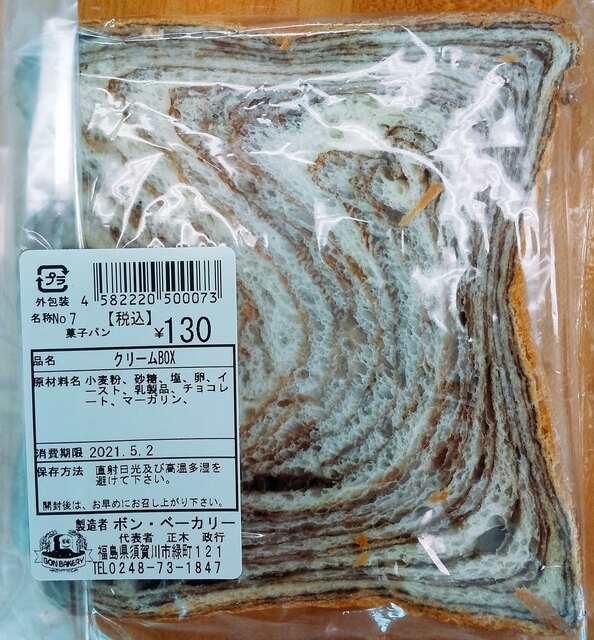 プラ
外包装
4 582220 500073
名称No7 【税込】
菓子パン ¥130
品名 クリームBOX
原材料名 小麦粉、砂糖、塩、卵、イ
ースト、乳製品、チョコレ
ート、マーガリン、
消費期限 2021.5.2
保存方法 直射日光及び高温多湿を
避けて下さい。
開封後は、お早めにお召し上がり下さい。
製造者 ボン・ベーカリー
代表者 正木 政行
福島県須賀川市緑町121
TEL0248-73-1847
BON BAKERY